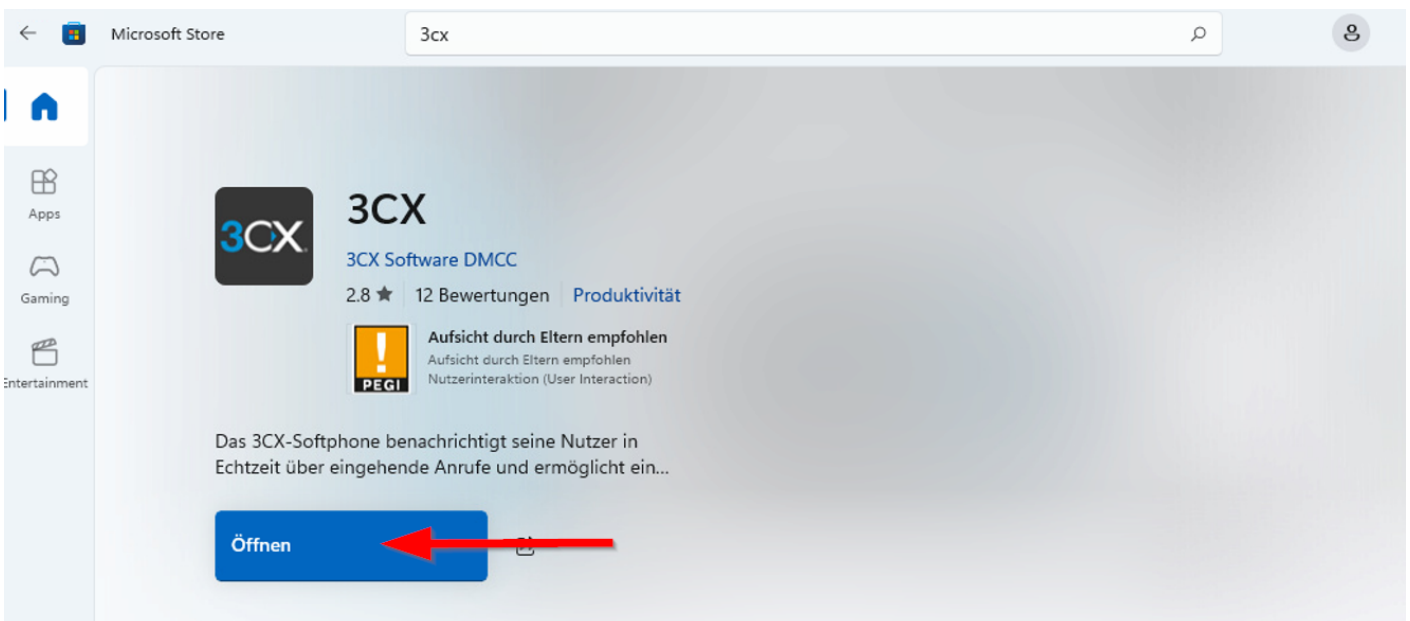 Microsoft Store
3cx
Apps
Gaming
Entertainment
3CX
3CX
3CX Software DMCC
2.8 ★ 12 Bewertungen Produktivität
PEGI
Aufsicht durch Eltern empfohlen
Aufsicht durch Eltern empfohlen
Nutzerinteraktion (User Interaction)
Das 3CX-Softphone benachrichtigt seine Nutzer in
Echtzeit über eingehende Anrufe und ermöglicht ein...
Öffnen